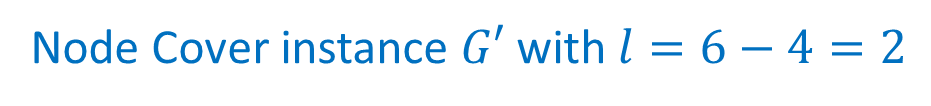 Node Cover instance G′ with l = 6 − 4 = 2